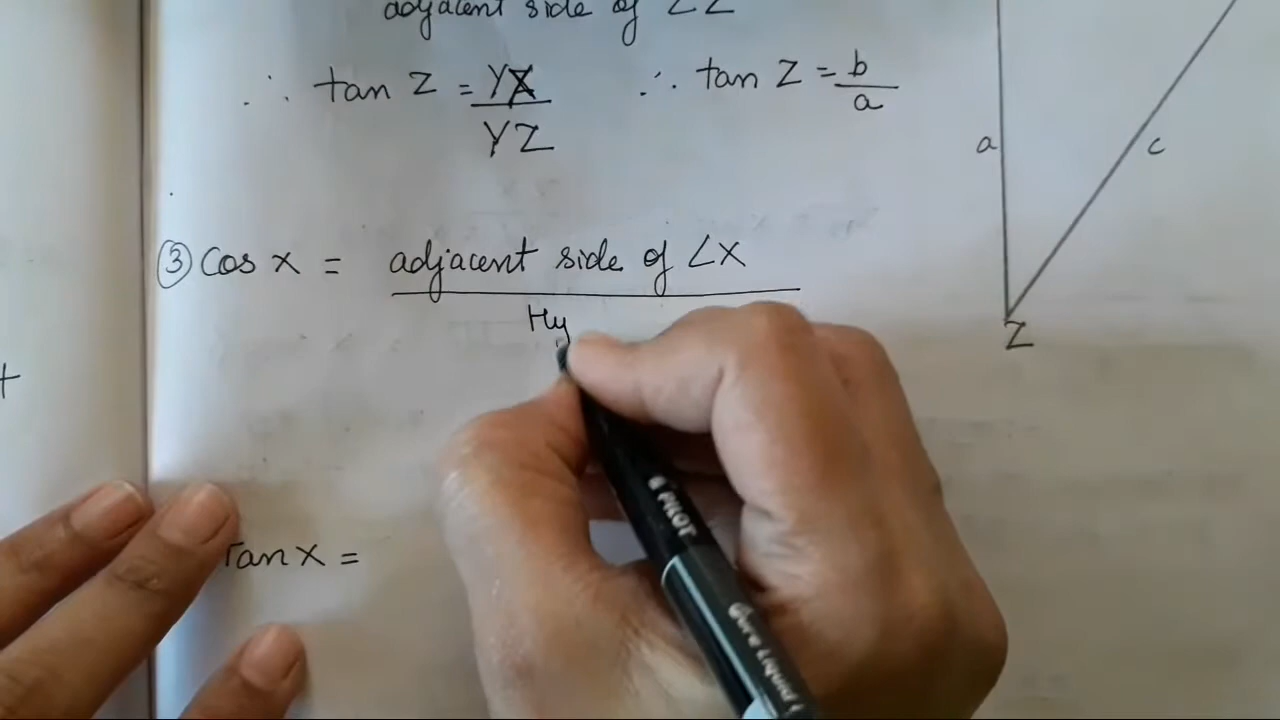 adjacent side of ∠Z
∴ tan Z = YX / YZ ∴ tan Z = b / a
a
c
③ Cos X = adjacent side of ∠X
Hy
Z
Tan X =
PILOT